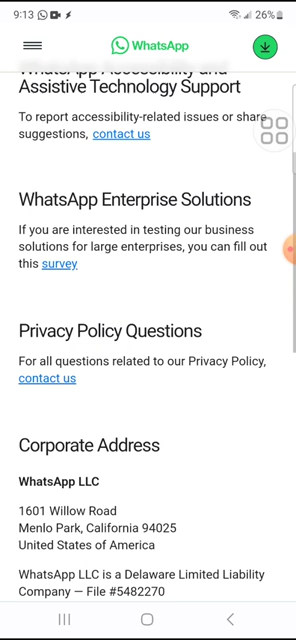 9:13
26%
WhatsApp
WhatsApp Accessibility and
Assistive Technology Support
To report accessibility-related issues or share
suggestions, contact us
WhatsApp Enterprise Solutions
If you are interested in testing our business
solutions for large enterprises, you can fill out
this survey
Privacy Policy Questions
For all questions related to our Privacy Policy,
contact us
Corporate Address
WhatsApp LLC
1601 Willow Road
Menlo Park, California 94025
United States of America
WhatsApp LLC is a Delaware Limited Liability
Company — File #5482270